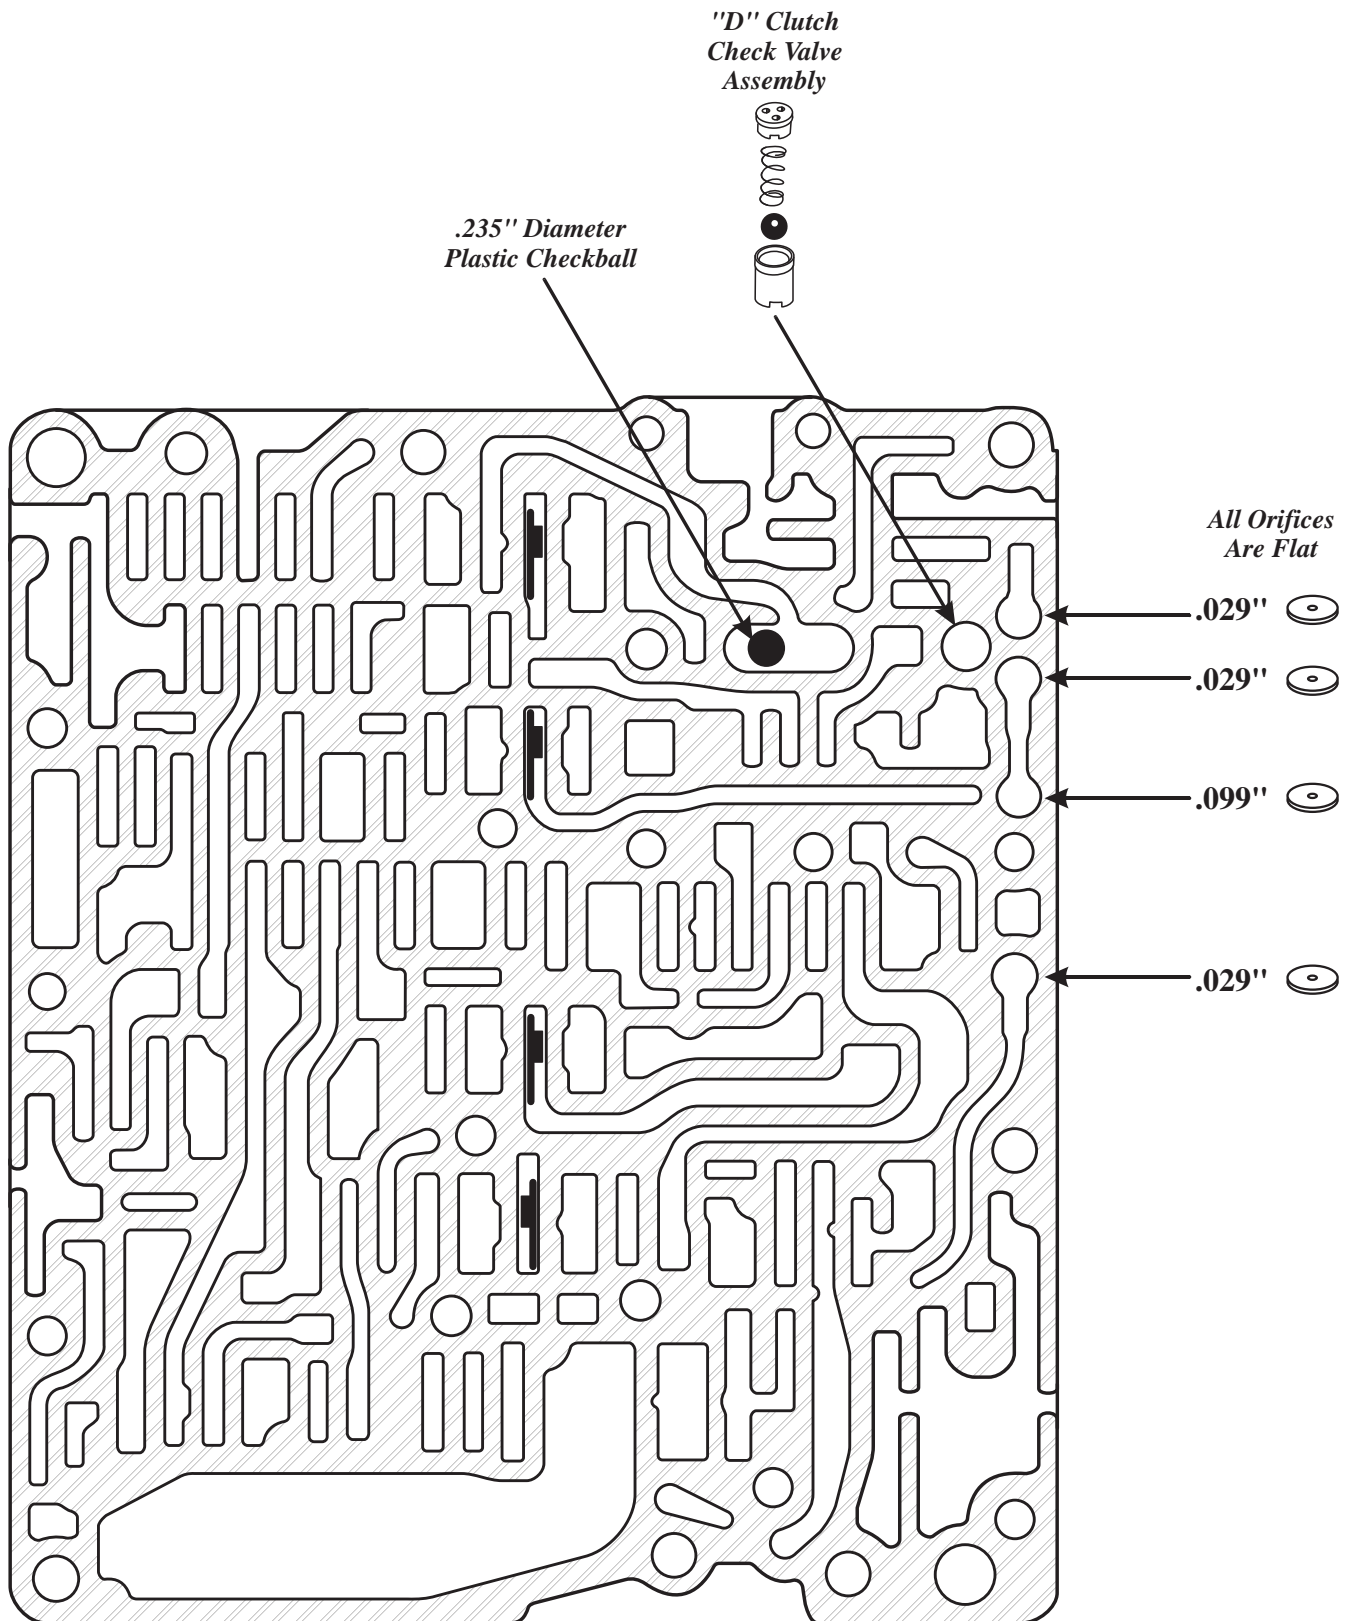 "D" Clutch
Check Valve
Assembly
.235" Diameter
Plastic Checkball
All Orifices
Are Flat
.029"
.029"
.099"
.029"